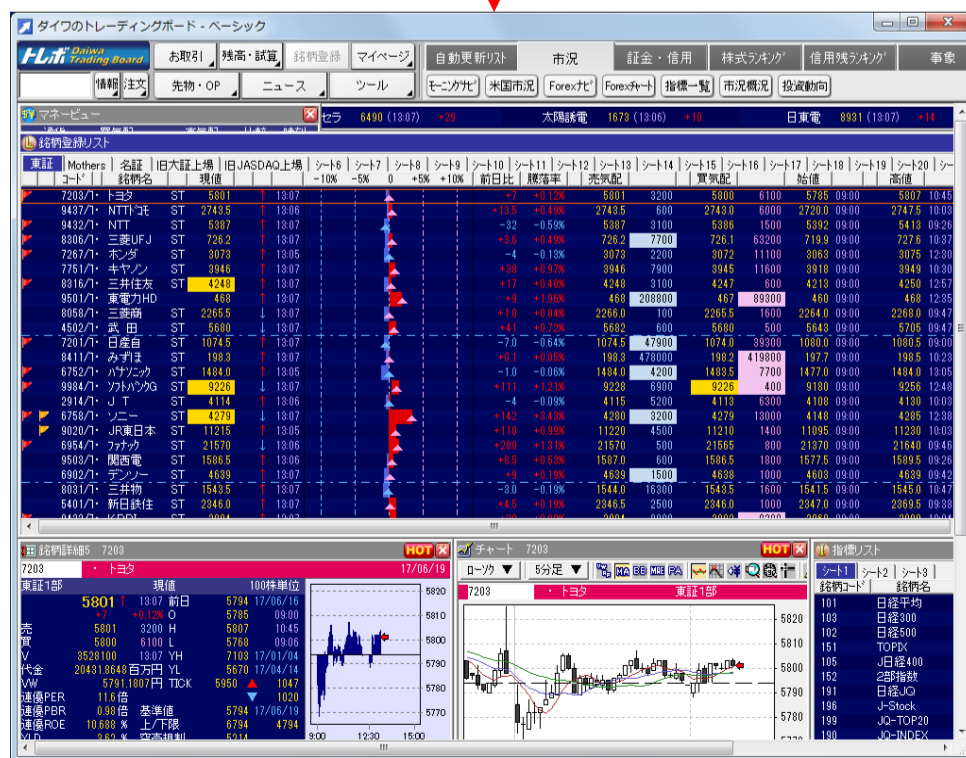 ダイワのトレーディングボード - ベーシック
トレボ Daiwa Trading Board お取引 残高・試算 銘柄登録 マイページ 自動更新リスト 市況 証金・信用 株式ランキング 信用残ランキング 事象
情報 注文 先物・OP ニュース ツール モーニングサテ 米国市況 Forexナビ Forexチャート 指標一覧 市況概況 投資動向
マネービュー セラ 6490 (13:07) +29 太陽誘電 1673 (13:06) +10 日東電 8931 (13:07) +14
銘柄登録リスト
東証 Mothers 名証 旧大証上場 旧JASDAQ上場 シート6 シート7 シート8 シート9 シート10 シート11 シート12 シート13 シート14 シート15 シート16 シート17 シート18 シート19 シート20
コード 銘柄名 現値 -10% -5% 0 +5% +10% 前日比 騰落率 売気配 買気配 始値 高値
7203/1・ トヨタ ST 5801 ↑ 13:07 +7 +0.12% 5801 3200 5800 6100 5785 09:00 5807 10:45
9437/1・ NTTドコモ ST 2743.5 ↑ 13:06 +13.5 +0.49% 2743.5 600 2743.0 6000 2720.0 09:00 2747.5 10:03
9432/1・ NTT ST 5387 ↑ 13:07 -32 -0.59% 5387 3100 5386 1500 5392 09:00 5413 09:26
8306/1・ 三菱UFJ ST 726.2 ↑ 13:07 +3.6 +0.49% 726.2 7700 726.1 63200 719.9 09:00 727.6 10:37
7267/1・ ホンダ ST 3073 ↑ 13:05 -4 -0.13% 3073 2200 3072 11100 3063 09:00 3075 12:30
7751/1・ キヤノン ST 3946 ↑ 13:07 +38 +0.97% 3946 7900 3945 11600 3918 09:00 3949 10:30
8316/1・ 三井住友 ST 4248 ↑ 13:07 +17 +0.40% 4248 3100 4247 600 4213 09:00 4250 12:57
9501/1・ 東電力HD 468 ↑ 13:07 +9 +1.96% 468 208800 467 89300 460 09:00 468 12:35
8058/1・ 三菱商 ST 2265.5 ↑ 13:07 +1.0 +0.04% 2266.0 100 2265.5 1600 2264.0 09:00 2268.0 09:47
4502/1・ 武 田 ST 5680 ↓ 13:07 +41 +0.72% 5682 600 5680 500 5643 09:00 5705 09:47
7201/1・ 日産自 ST 1074.5 ↑ 13:07 -7.0 -0.64% 1074.5 47900 1074.0 39300 1080.0 09:00 1080.5 09:00
8411/1・ みずほ ST 198.3 ↑ 13:07 +0.1 +0.05% 198.3 478000 198.2 419800 197.7 09:00 198.5 10:23
6752/1・ パナソニック ST 1484.0 ↑ 13:05 -1.0 -0.06% 1484.0 4200 1483.5 7700 1477.0 09:00 1484.0 13:05
9984/1・ ソフトバンクG ST 9226 ↓ 13:07 +111 +1.21% 9228 6900 9226 400 9180 09:00 9256 12:48
2914/1・ J T ST 4114 ↑ 13:06 -4 -0.09% 4115 5200 4113 6300 4108 09:00 4130 10:03
6758/1・ ソニー ST 4279 ↓ 13:07 +142 +3.43% 4280 3200 4279 13000 4148 09:00 4285 12:38
9020/1・ JR東日本 ST 11215 ↑ 13:05 +110 +0.99% 11220 4500 11210 1400 11095 09:00 11230 10:03
6954/1・ ファナック ST 21570 ↓ 13:06 +280 +1.31% 21570 500 21565 800 21370 09:00 21640 09:46
9503/1・ 関西電 ST 1586.5 ↑ 13:06 +8.5 +0.53% 1587.0 600 1586.5 1800 1577.5 09:00 1589.5 09:26
6902/1・ デンソー ST 4639 ↓ 13:07 +9 +0.19% 4639 1500 4638 1000 4603 09:00 4639 09:42
8031/1・ 三井物 ST 1543.5 ↑ 13:07 -3.0 -0.19% 1544.0 16300 1543.5 1600 1541.5 09:00 1545.0 10:47
5401/1・ 新日鉄住 ST 2346.0 ↑ 13:07 +4.5 +0.19% 2346.5 2500 2346.0 1000 2347.0 09:00 2369.5 09:38
銘柄詳細5 7203 HOT
7203 ・ トヨタ 17/06/19
東証1部 現値 100株単位
5801 ↑ 13:07 前日 5794 17/06/16
+7 +0.12% O 5785 09:00
売 5801 3200 H 5807 10:45
買 5800 6100 L 5768 09:06
V 3528100 13:07 YH 7103 17/01/04
代金 20431.8648 百万円 YL 5670 17/04/14
VW 5791.1807円 TICK 5950 ▲ 1047
連優PER 11.6倍 ▼ 1020
連優PBR 0.98倍 基準値 5794 17/06/19
連優ROE 10.688 % 上/下限 6794 4794
YLD 3.62 % 空売規制 5214
5820
5810
5800
5790
5780
5770
9:00 12:30 15:00
チャート 7203 HOT
ローソク ▼ 5分足 ▼ MA BB
7203 ・ トヨタ 東証1部
5820
5810
5800
5790
5780
5770
指標リスト
シート1 シート2 シート3
銘柄コード 銘柄名
101 日経平均
103 日経300
102 日経500
151 TOPIX
105 J日経400
152 2部指数
191 日経JQ
196 J-Stock
199 JQ-TOP20
190 JQ-INDEX